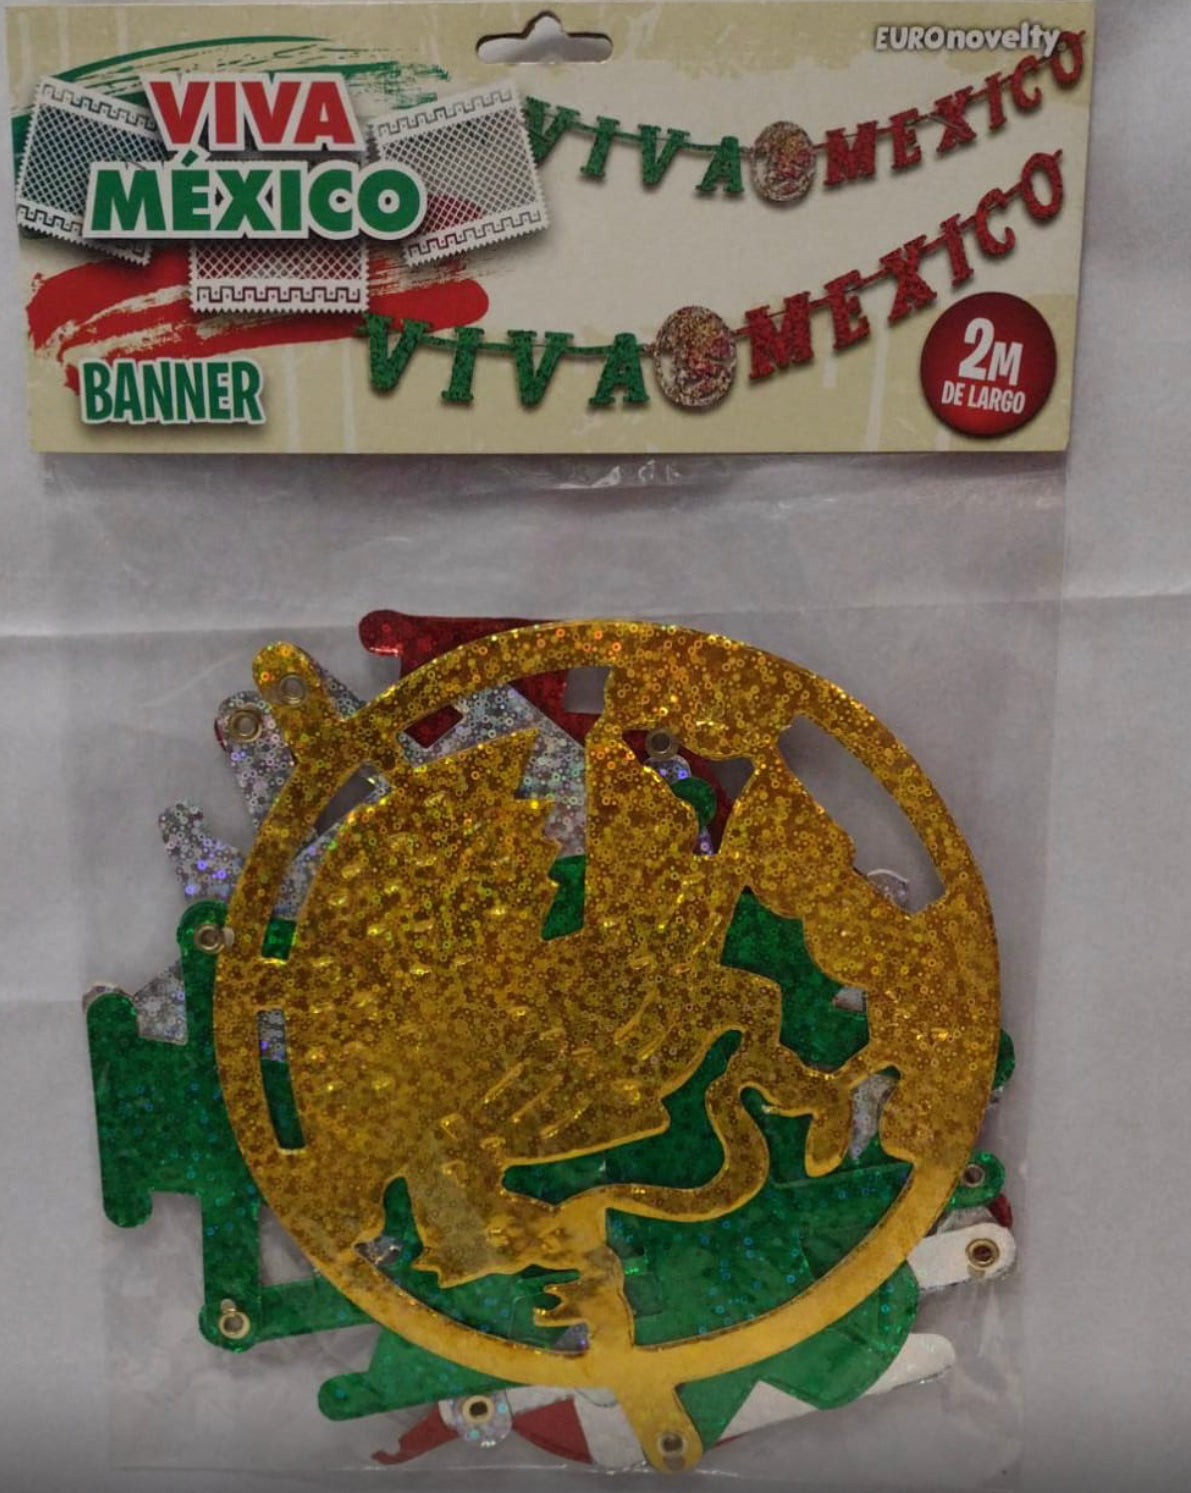 EUROnovelty
VIVA
MÉXICO
BANNER
VIVA MEXICO
VIVA MEXICO
2M
DE LARGO